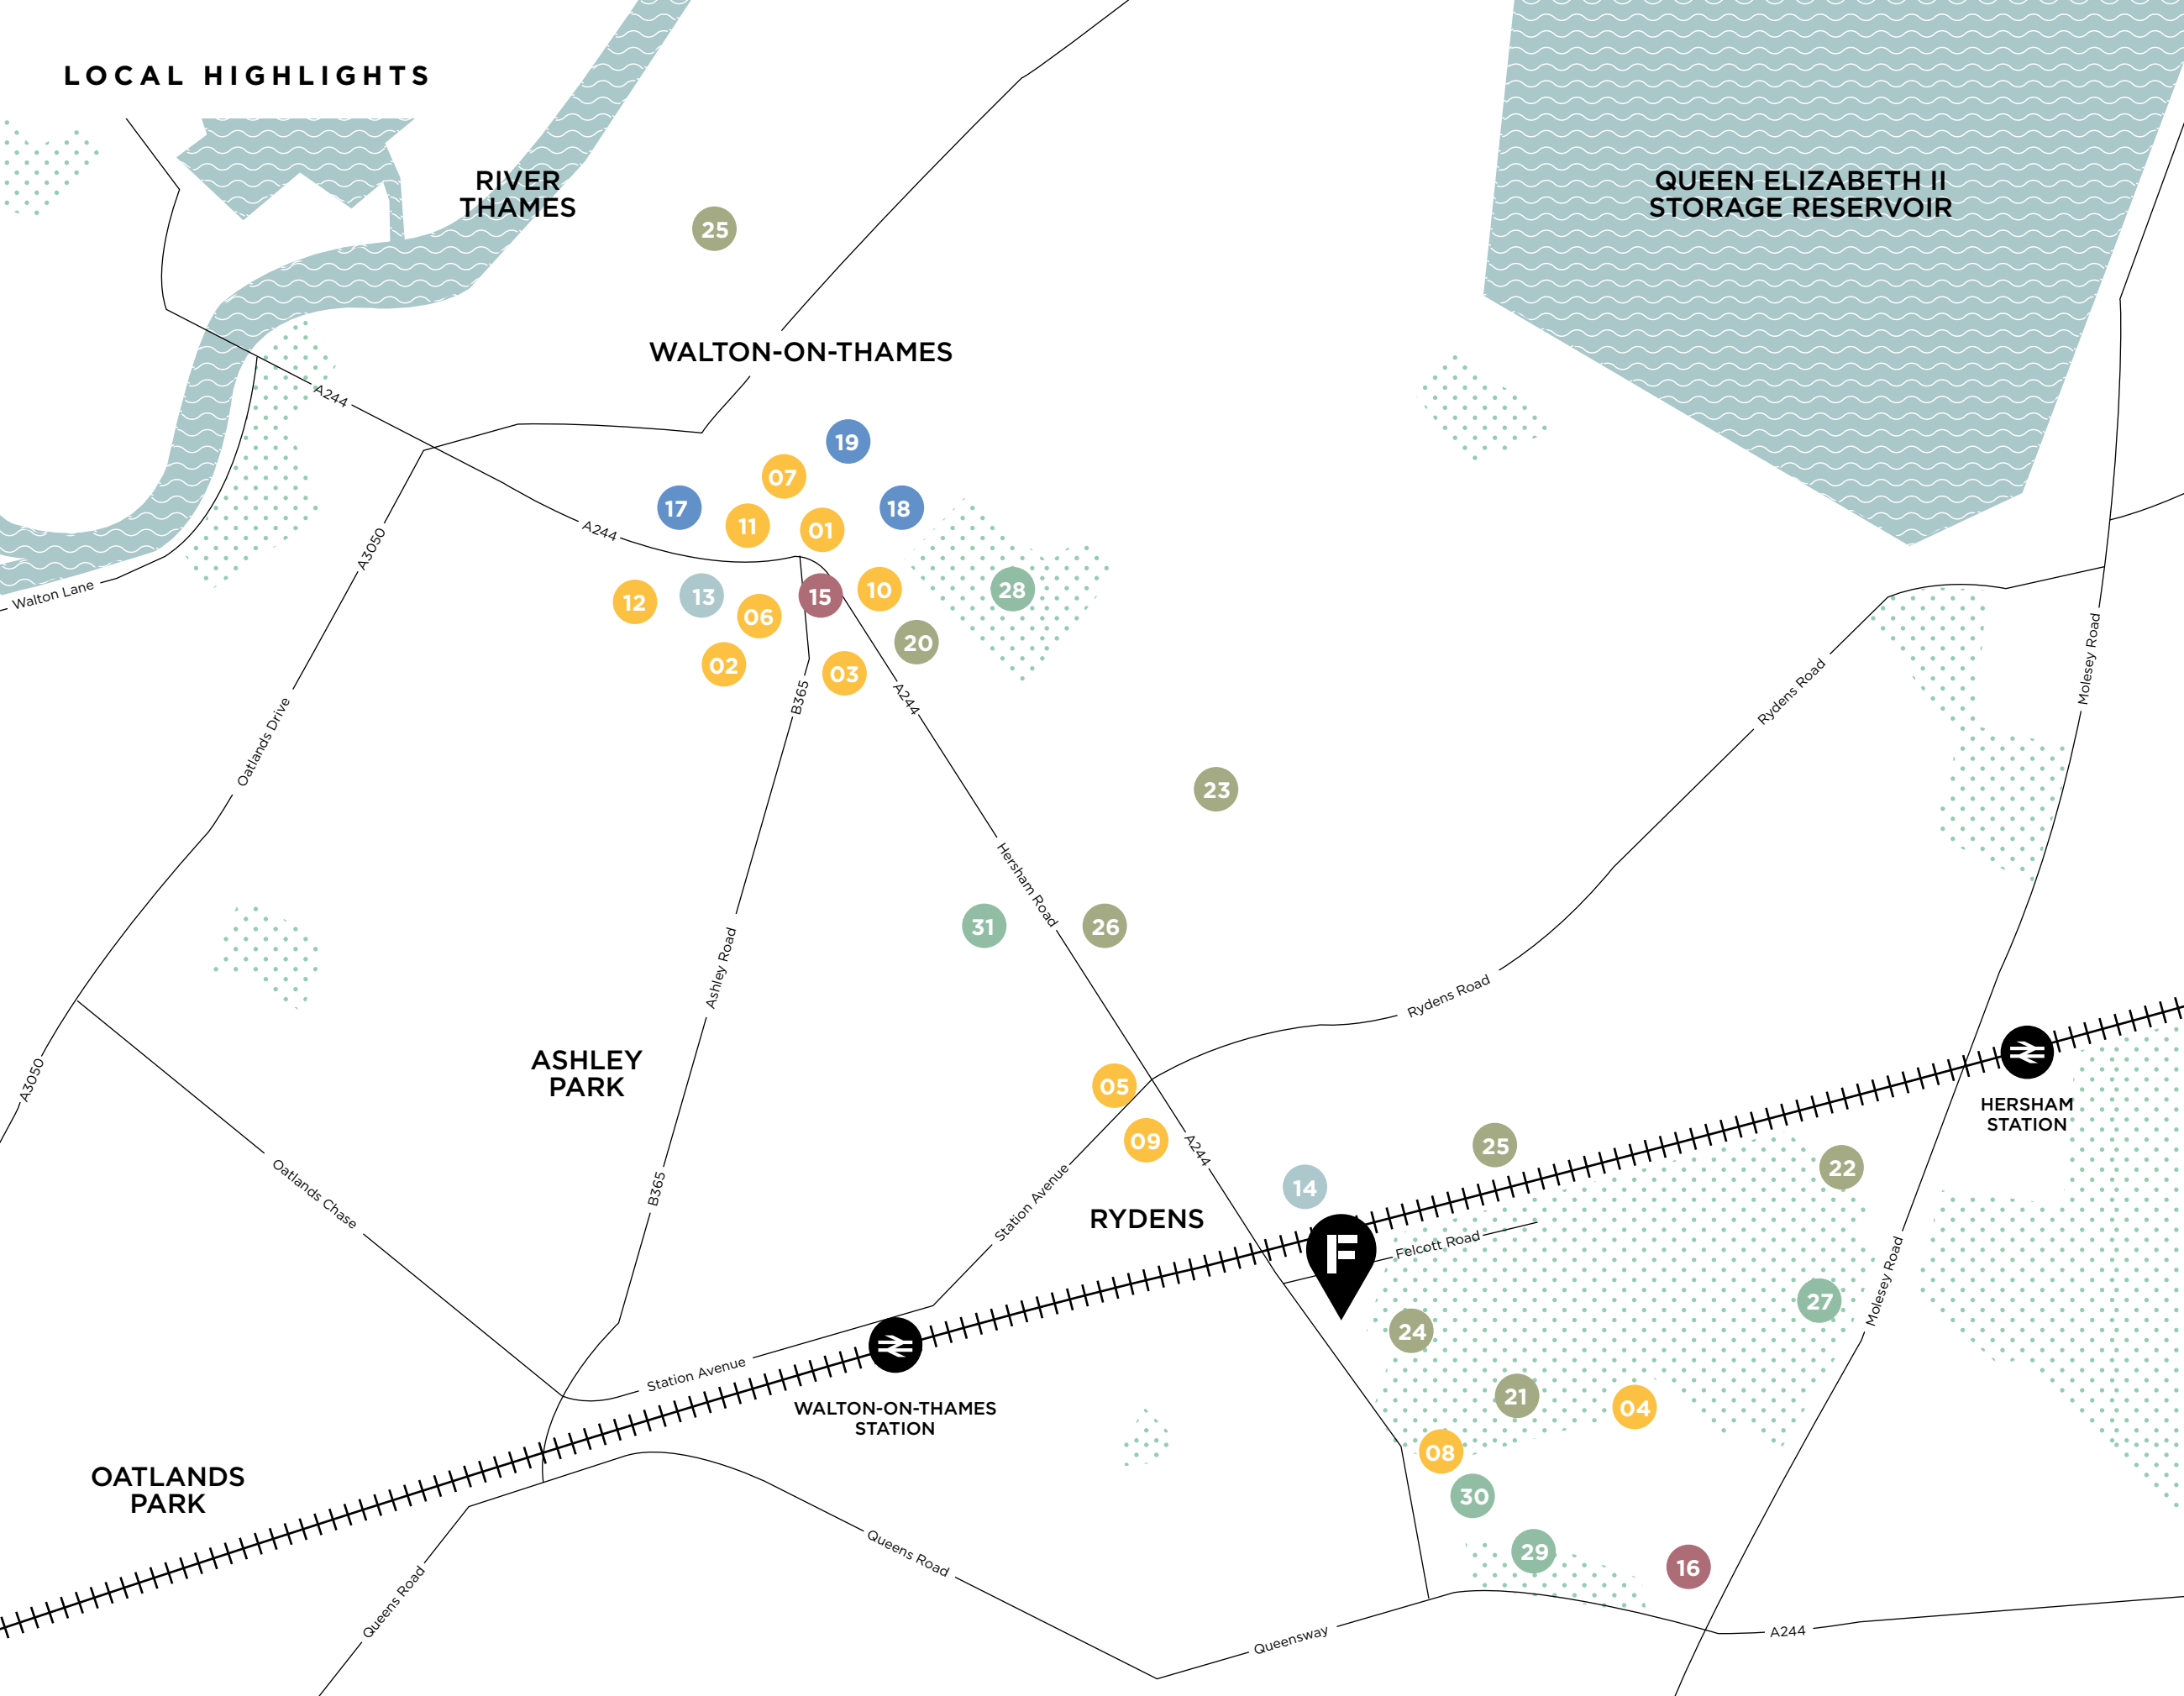 LOCAL HIGHLIGHTS
RIVER
THAMES
QUEEN ELIZABETH II
STORAGE RESERVOIR
25
WALTON-ON-THAMES
A244
19
07
17
18
11
01
A244
A3050
Walton Lane
12
13
06
15
10
28
20
02
03
B365
A244
Molesey Road
Rydens Road
Oatlands Drive
23
Hersham Road
31
26
Ashley Road
Rydens Road
ASHLEY
PARK
A3050
05
09
A244
HERSHAM
STATION
25
22
14
Oatlands Chase
B365
Station Avenue
RYDENS
F
Felcott Road
27
Molesey Road
24
Station Avenue
WALTON-ON-THAMES
STATION
21
04
08
OATLANDS
PARK
30
Queens Road
29
16
Queens Road
Queensway
A244